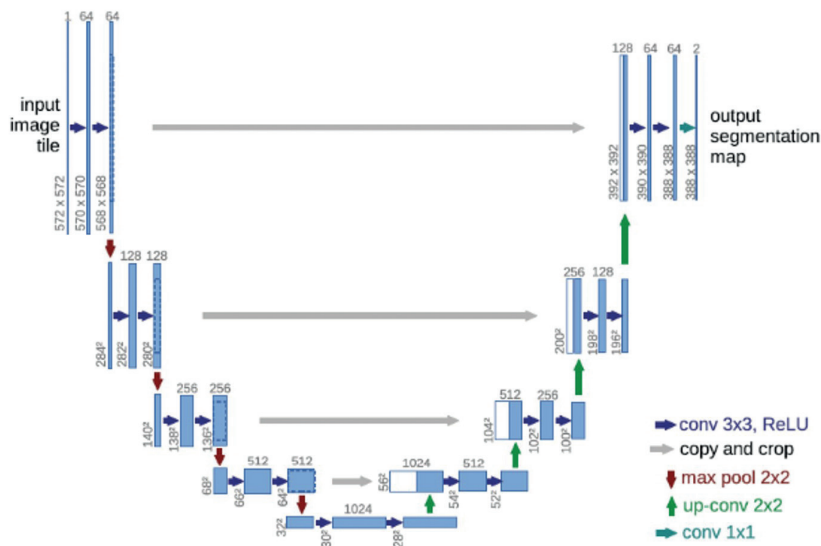 1 64 64
input
image
tile
572 x 572
570 x 570
568 x 568
128 64 64 2
output
segmentation
map
392 x 392
390 x 390
388 x 388
388 x 388
128 128
284²
282²
280²
256 128
200²
198²
196²
256 256
140²
138²
136²
512 256
104²
102²
100²
512 512
68²
66²
64²
1024 512
56²
54²
52²
1024
32²
30²
28²
conv 3x3, ReLU
copy and crop
max pool 2x2
up-conv 2x2
conv 1x1